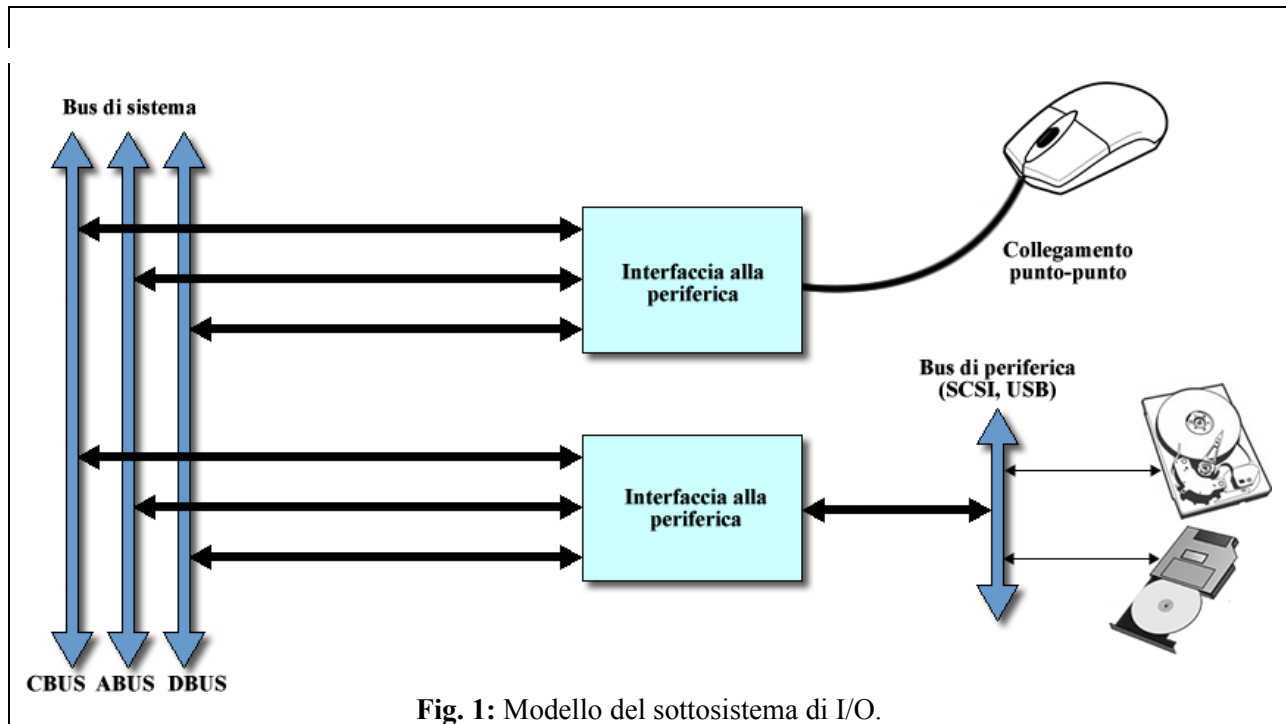 Bus di sistema
Interfaccia alla
periferica
Collegamento
punto-punto
Bus di periferica
(SCSI, USB)
Interfaccia alla
periferica
CBUS ABUS DBUS
Fig. 1: Modello del sottosistema di I/O.